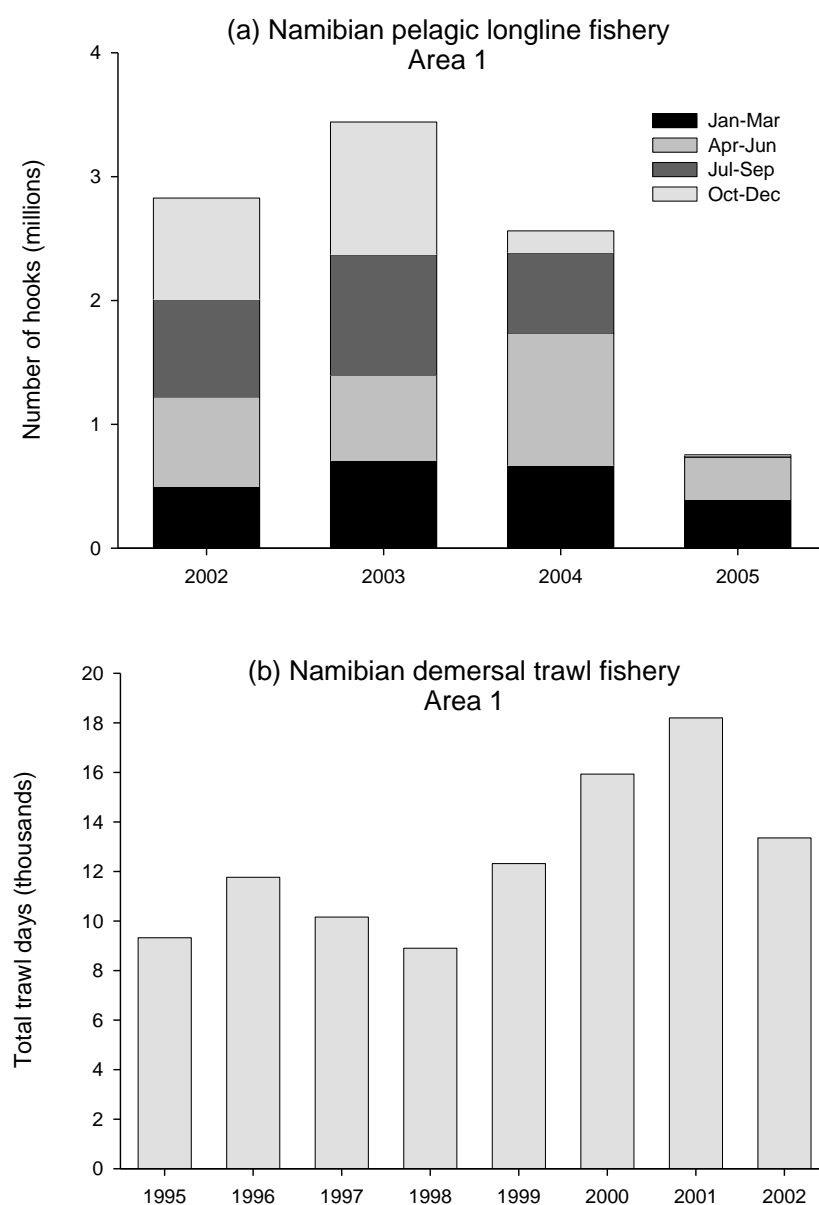 (a) Namibian pelagic longline fishery
Area 1
Number of hooks (millions)
4
3
2
1
0
Jan-Mar
Apr-Jun
Jul-Sep
Oct-Dec
2002 2003 2004 2005
(b) Namibian demersal trawl fishery
Area 1
Total trawl days (thousands)
20
18
16
14
12
10
8
6
4
2
0
1995 1996 1997 1998 1999 2000 2001 2002